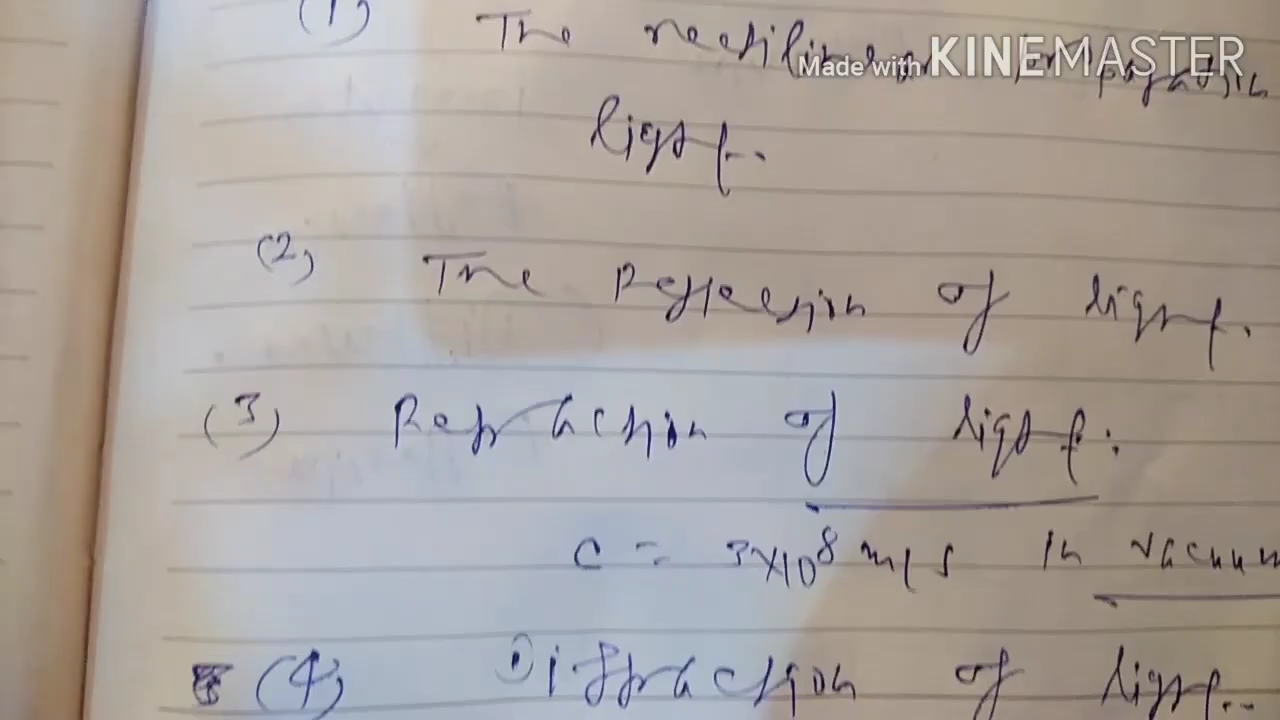 (1) The rectilinear propagation
light.
Made with KINEMASTER
(2) The Reflection of light.
(3) Refraction of light.
C = 3×10⁸ m/s in vacuum
(4) Diffraction of light.